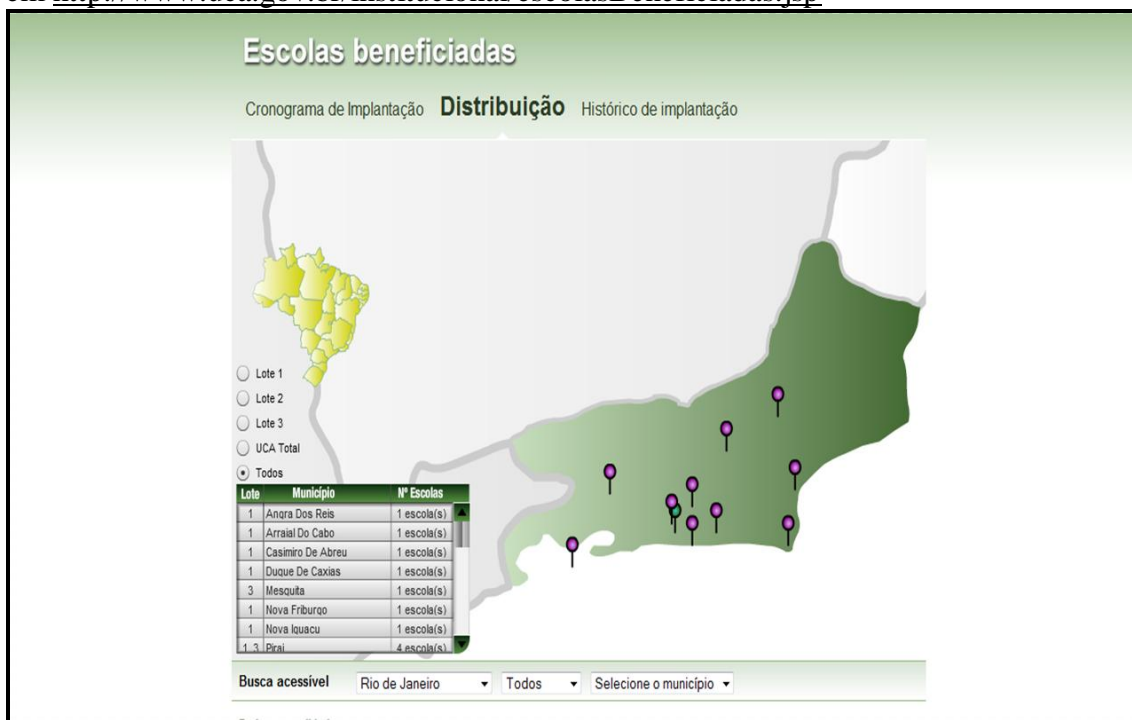 Escolas beneficiadas
Cronograma de Implantação Distribuição Histórico de implantação
Lote 1
Lote 2
Lote 3
UCA Total
Todos
Lote Município Nº Escolas
1 Angra Dos Reis 1 escola(s)
1 Arraial Do Cabo 1 escola(s)
1 Casimiro De Abreu 1 escola(s)
1 Duque De Caxias 1 escola(s)
3 Mesquita 1 escola(s)
1 Nova Friburgo 1 escola(s)
1 Nova Iguacu 1 escola(s)
1 3 Pirai 4 escola(s)
Busca acessível Rio de Janeiro Todos Selecione o município